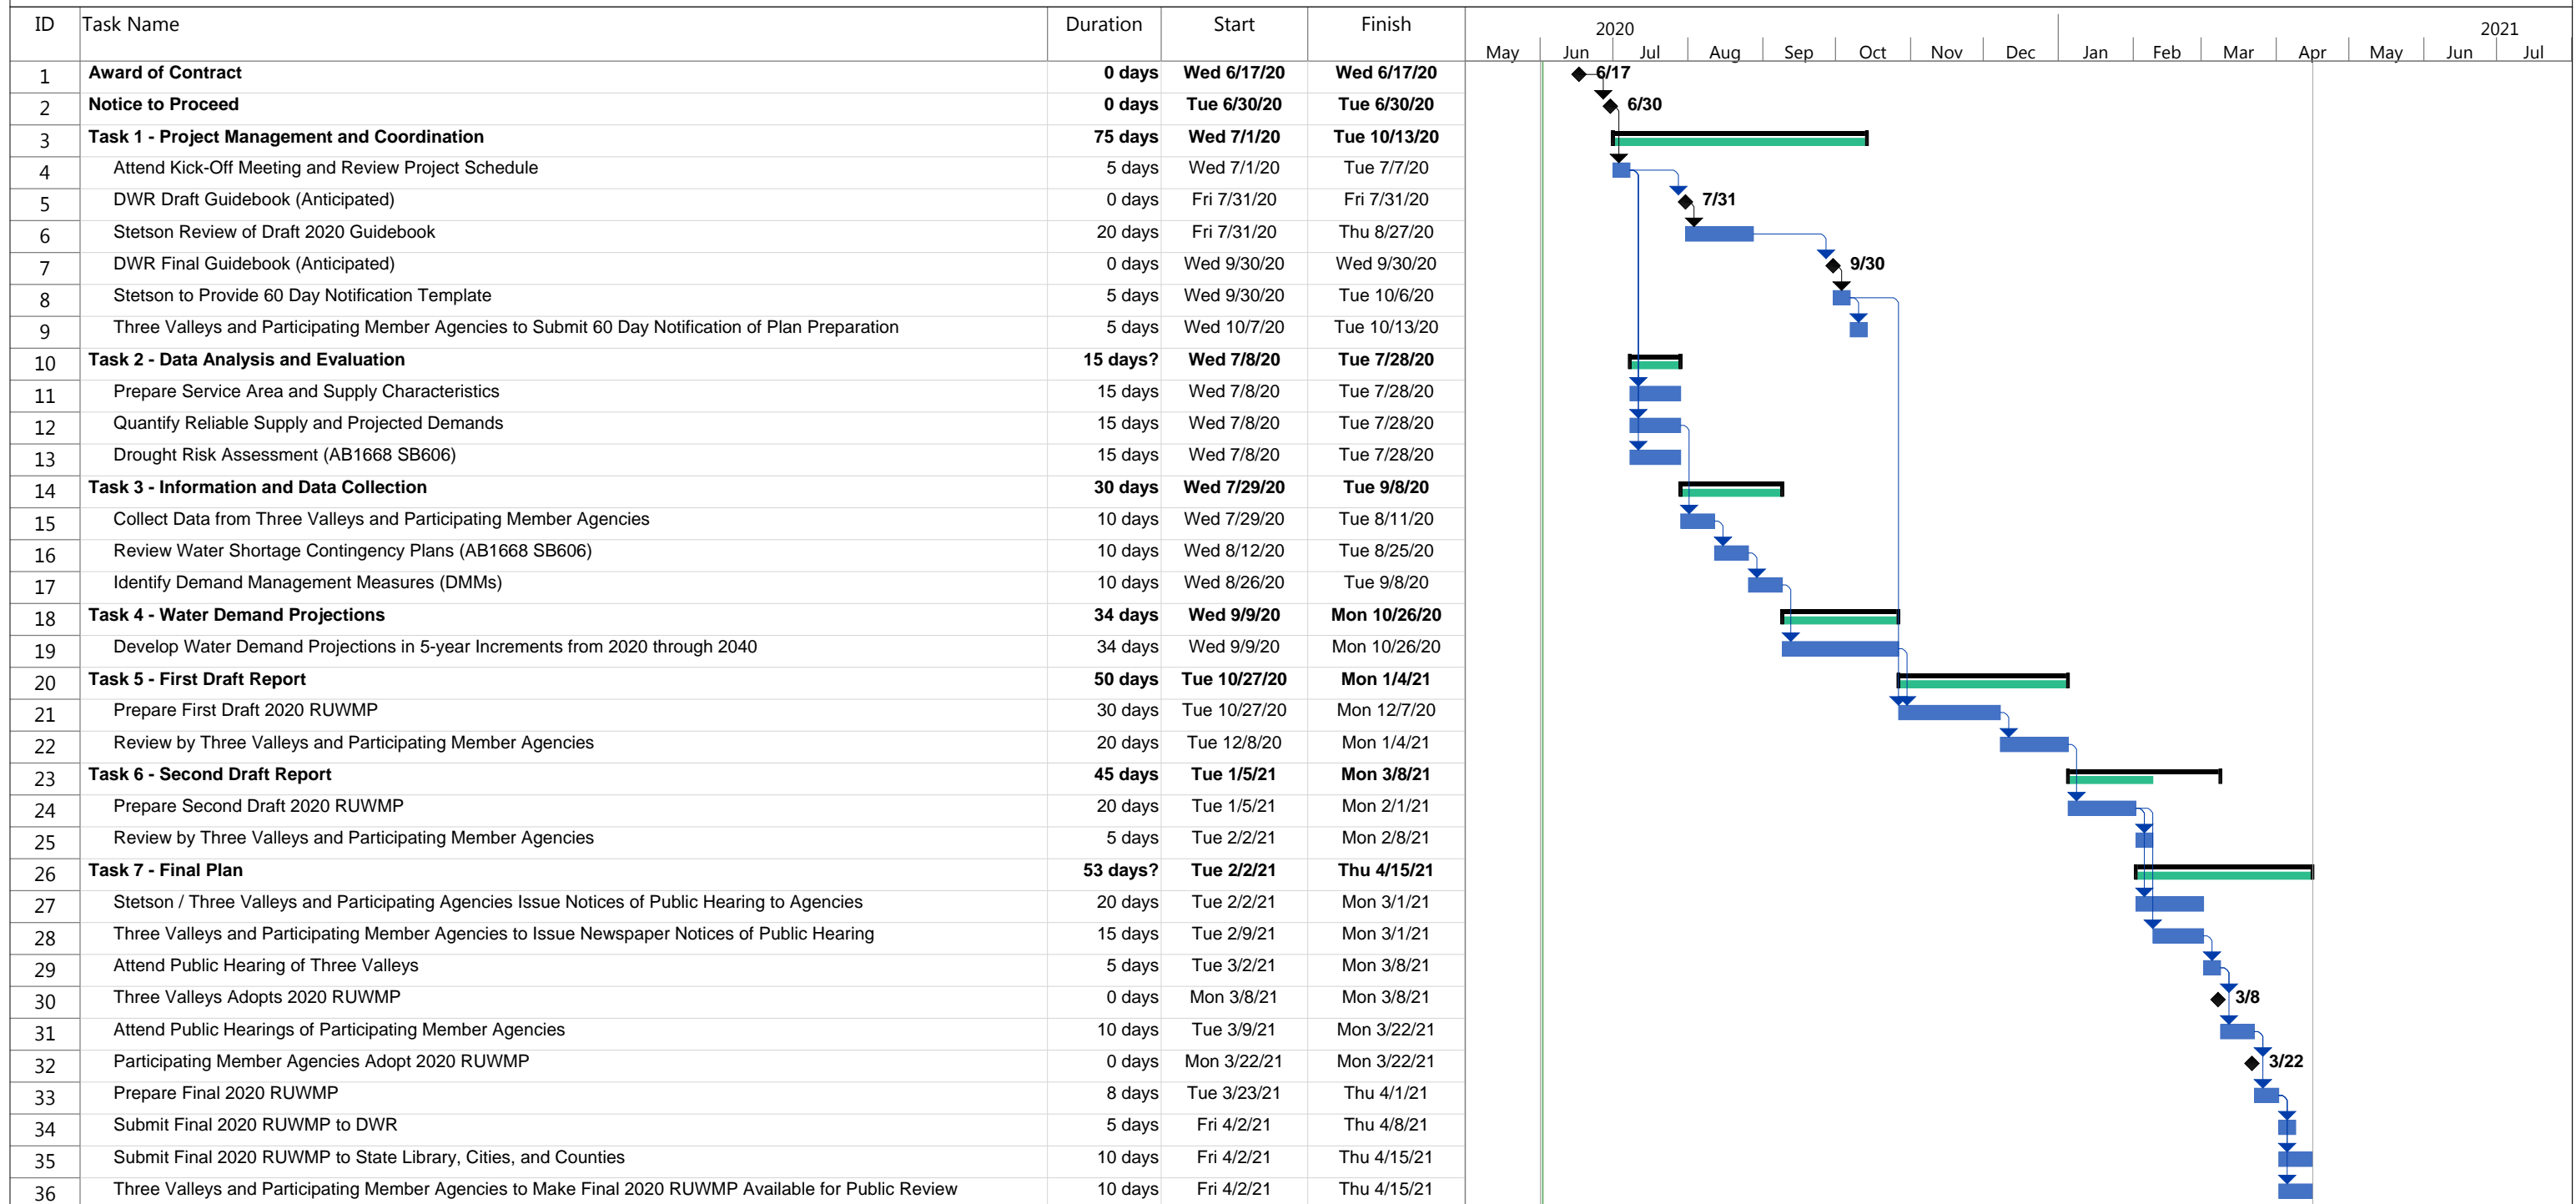 ID Task Name Duration Start Finish 2020 2021
May Jun Jul Aug Sep Oct Nov Dec Jan Feb Mar Apr May Jun Jul
1 Award of Contract 0 days Wed 6/17/20 Wed 6/17/20 6/17
2 Notice to Proceed 0 days Tue 6/30/20 Tue 6/30/20 6/30
3 Task 1 - Project Management and Coordination 75 days Wed 7/1/20 Tue 10/13/20
4 Attend Kick-Off Meeting and Review Project Schedule 5 days Wed 7/1/20 Tue 7/7/20
5 DWR Draft Guidebook (Anticipated) 0 days Fri 7/31/20 Fri 7/31/20 7/31
6 Stetson Review of Draft 2020 Guidebook 20 days Fri 7/31/20 Thu 8/27/20
7 DWR Final Guidebook (Anticipated) 0 days Wed 9/30/20 Wed 9/30/20 9/30
8 Stetson to Provide 60 Day Notification Template 5 days Wed 9/30/20 Tue 10/6/20
9 Three Valleys and Participating Member Agencies to Submit 60 Day Notification of Plan Preparation 5 days Wed 10/7/20 Tue 10/13/20
10 Task 2 - Data Analysis and Evaluation 15 days? Wed 7/8/20 Tue 7/28/20
11 Prepare Service Area and Supply Characteristics 15 days Wed 7/8/20 Tue 7/28/20
12 Quantify Reliable Supply and Projected Demands 15 days Wed 7/8/20 Tue 7/28/20
13 Drought Risk Assessment (AB1668 SB606) 15 days Wed 7/8/20 Tue 7/28/20
14 Task 3 - Information and Data Collection 30 days Wed 7/29/20 Tue 9/8/20
15 Collect Data from Three Valleys and Participating Member Agencies 10 days Wed 7/29/20 Tue 8/11/20
16 Review Water Shortage Contingency Plans (AB1668 SB606) 10 days Wed 8/12/20 Tue 8/25/20
17 Identify Demand Management Measures (DMMs) 10 days Wed 8/26/20 Tue 9/8/20
18 Task 4 - Water Demand Projections 34 days Wed 9/9/20 Mon 10/26/20
19 Develop Water Demand Projections in 5-year Increments from 2020 through 2040 34 days Wed 9/9/20 Mon 10/26/20
20 Task 5 - First Draft Report 50 days Tue 10/27/20 Mon 1/4/21
21 Prepare First Draft 2020 RUWMP 30 days Tue 10/27/20 Mon 12/7/20
22 Review by Three Valleys and Participating Member Agencies 20 days Tue 12/8/20 Mon 1/4/21
23 Task 6 - Second Draft Report 45 days Tue 1/5/21 Mon 3/8/21
24 Prepare Second Draft 2020 RUWMP 20 days Tue 1/5/21 Mon 2/1/21
25 Review by Three Valleys and Participating Member Agencies 5 days Tue 2/2/21 Mon 2/8/21
26 Task 7 - Final Plan 53 days? Tue 2/2/21 Thu 4/15/21
27 Stetson / Three Valleys and Participating Agencies Issue Notices of Public Hearing to Agencies 20 days Tue 2/2/21 Mon 3/1/21
28 Three Valleys and Participating Member Agencies to Issue Newspaper Notices of Public Hearing 15 days Tue 2/9/21 Mon 3/1/21
29 Attend Public Hearing of Three Valleys 5 days Tue 3/2/21 Mon 3/8/21
30 Three Valleys Adopts 2020 RUWMP 0 days Mon 3/8/21 Mon 3/8/21 3/8
31 Attend Public Hearings of Participating Member Agencies 10 days Tue 3/9/21 Mon 3/22/21
32 Participating Member Agencies Adopt 2020 RUWMP 0 days Mon 3/22/21 Mon 3/22/21 3/22
33 Prepare Final 2020 RUWMP 8 days Tue 3/23/21 Thu 4/1/21
34 Submit Final 2020 RUWMP to DWR 5 days Fri 4/2/21 Thu 4/8/21
35 Submit Final 2020 RUWMP to State Library, Cities, and Counties 10 days Fri 4/2/21 Thu 4/15/21
36 Three Valleys and Participating Member Agencies to Make Final 2020 RUWMP Available for Public Review 10 days Fri 4/2/21 Thu 4/15/21